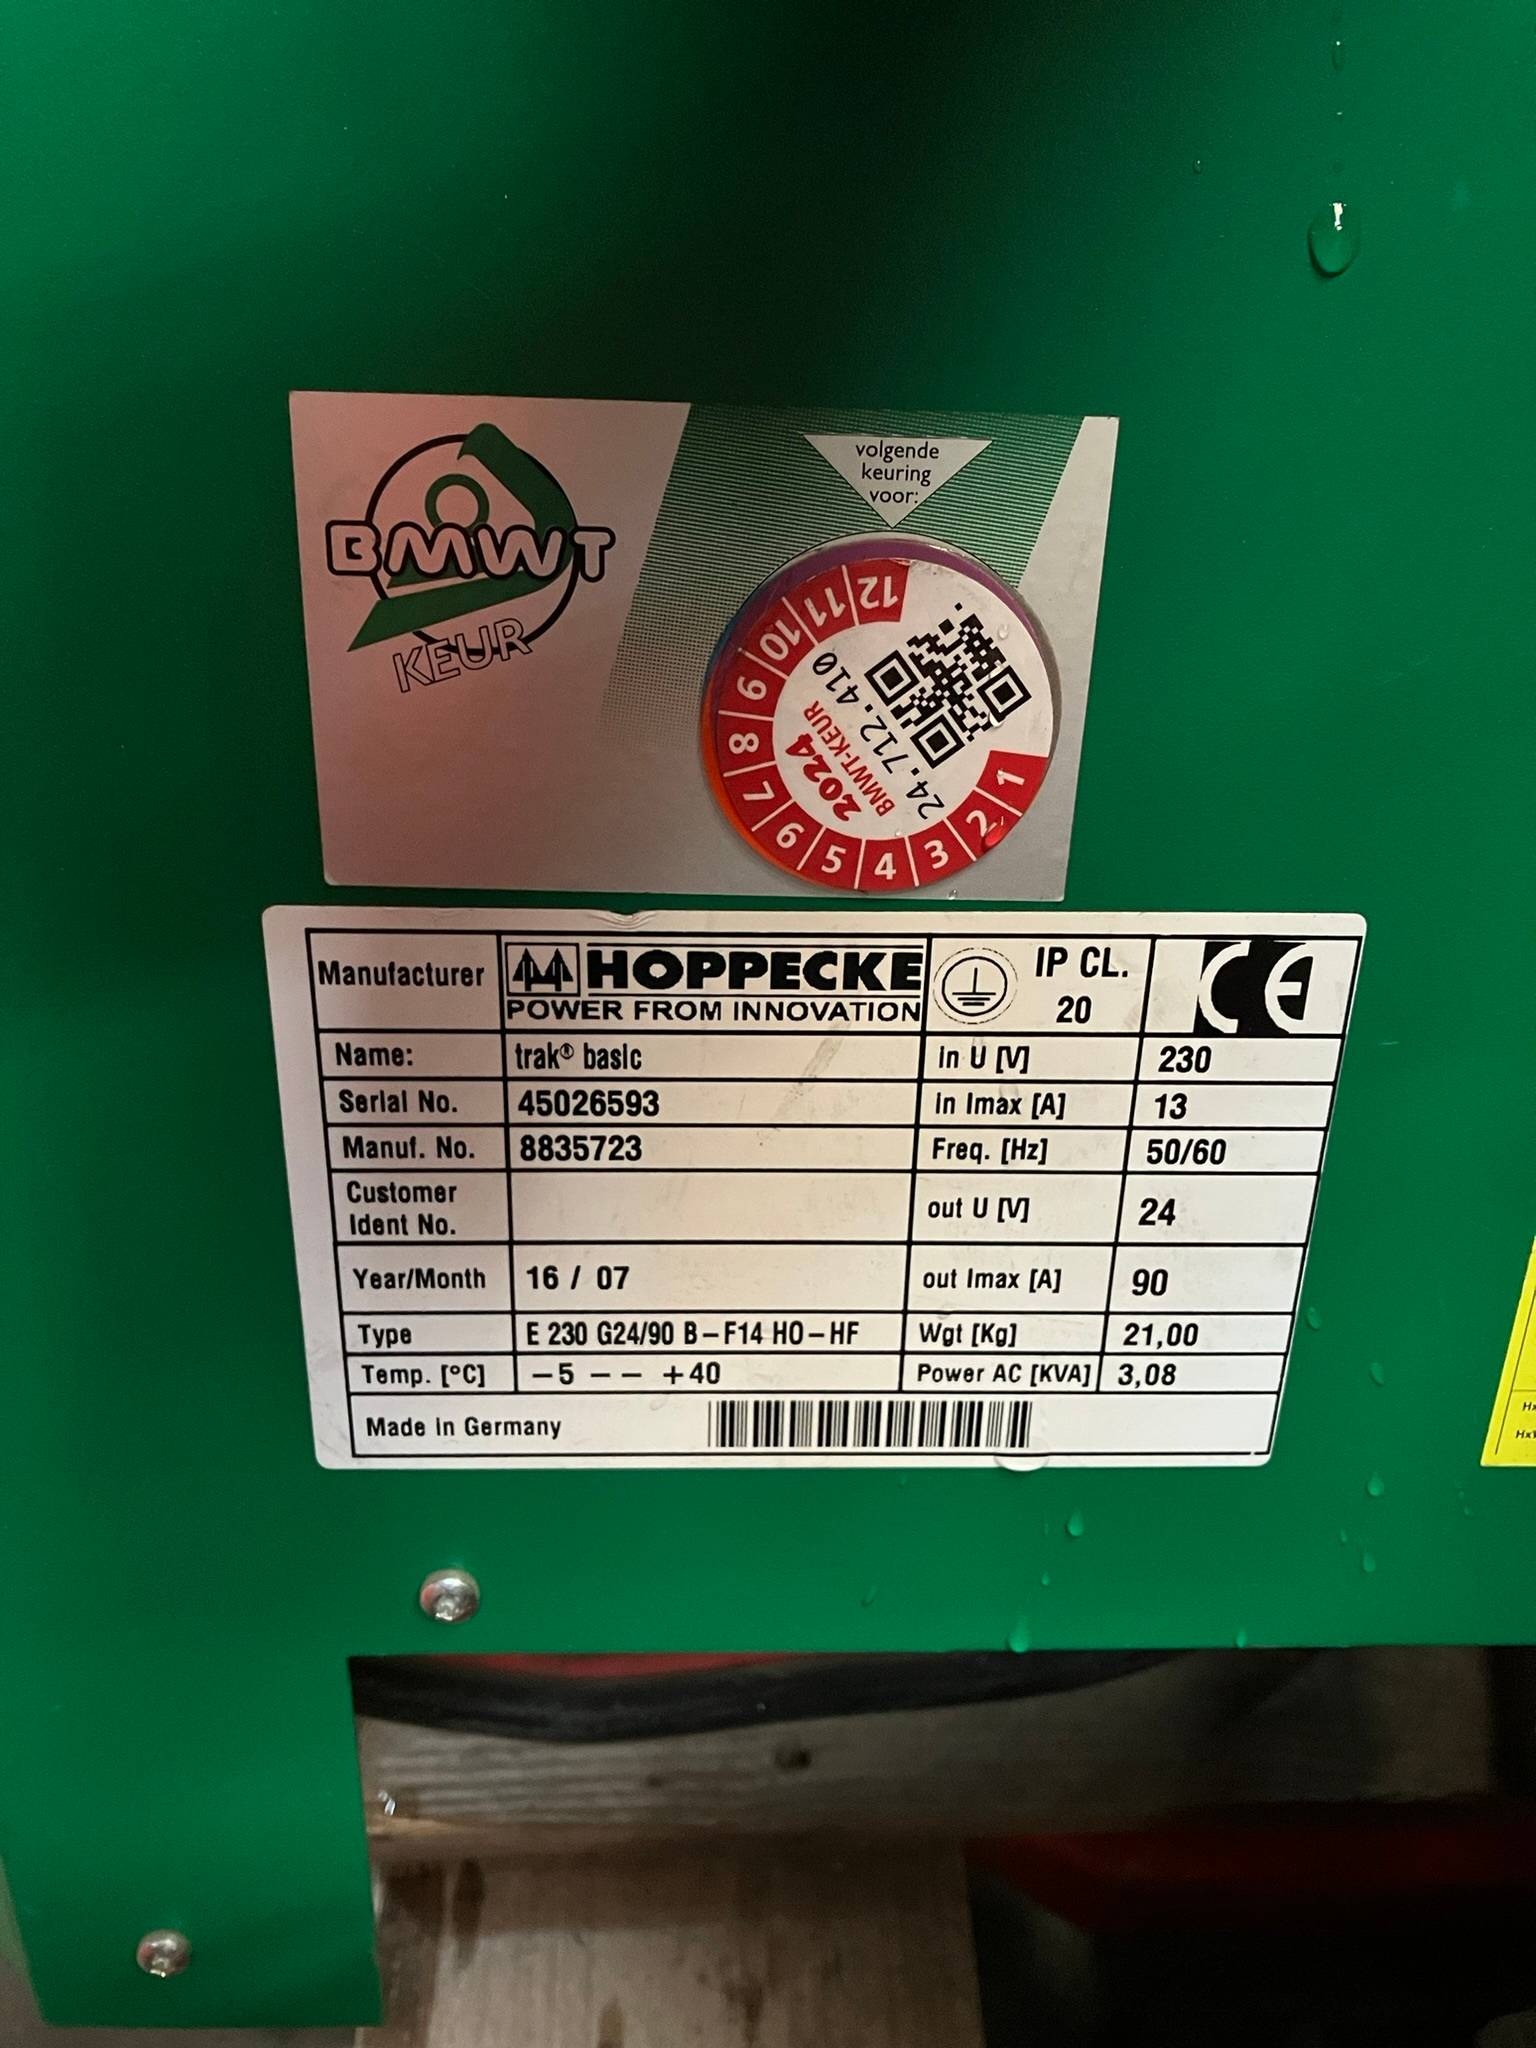 BMWT
KEUR
volgende
keuring
voor:
1 2 3 4 5 6 7 8 9 10 11 12
2024
BMWT-KEUR
24.712.410
Manufacturer HOPPECKE IP CL. CE
POWER FROM INNOVATION 20
Name: trak® basic in U [V] 230
Serial No. 45026593 in Imax [A] 13
Manuf. No. 8835723 Freq. [Hz] 50/60
Customer
Ident No. out U [V] 24
Year/Month 16 / 07 out Imax [A] 90
Type E 230 G24/90 B-F14 HO-HF Wgt [Kg] 21,00
Temp. [°C] -5 -- +40 Power AC [KVA] 3,08
Made in Germany